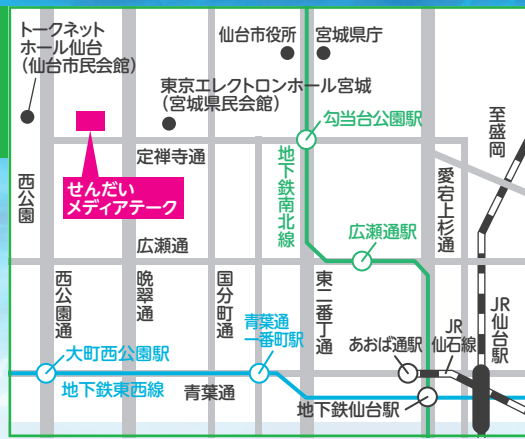 トークネット
ホール仙台
（仙台市民会館）
仙台市役所
宮城県庁
東京エレクトロンホール宮城
（宮城県民会館）
勾当台公園駅
至盛岡
定禅寺通
地下鉄南北線
せんだい
メディアテーク
西公園
愛宕上杉通
広瀬通駅
広瀬通
西公園通
晩翠通
国分町通
東二番丁通
青葉通
一番町駅
JR仙台駅
大町西公園駅
あおば通駅
JR
仙石線
地下鉄東西線
青葉通
地下鉄仙台駅